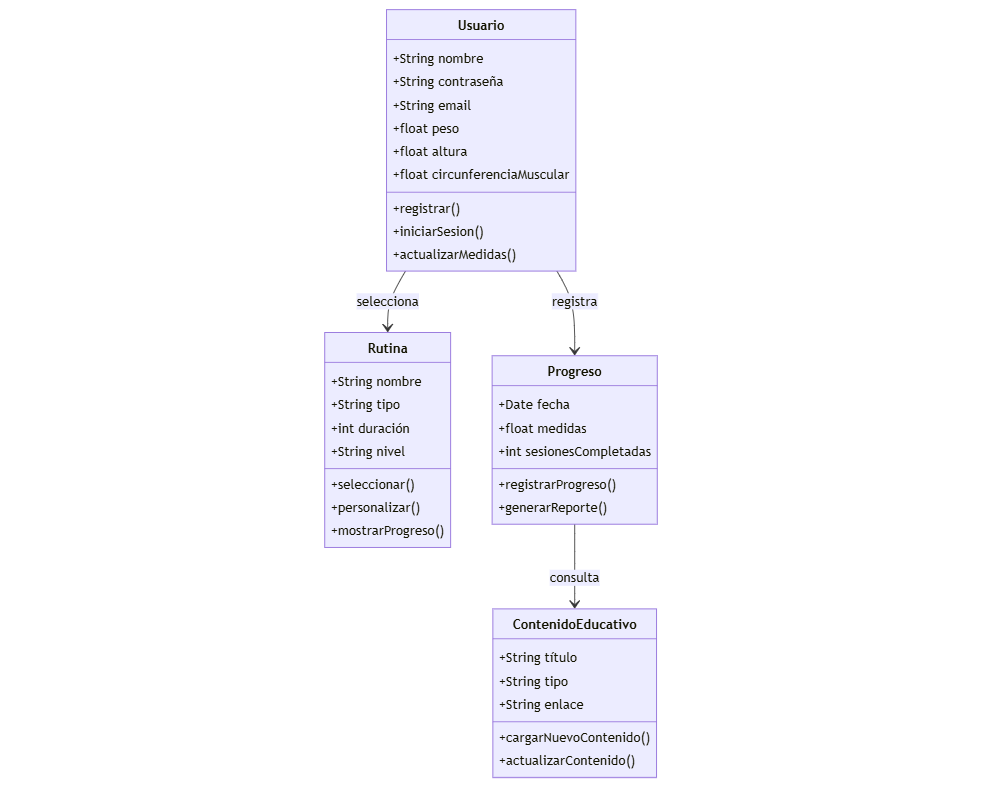 Usuario
+String nombre
+String contraseña
+String email
+float peso
+float altura
+float circunferenciaMuscular
+registrar()
+iniciarSesion()
+actualizarMedidas()
selecciona
registra
Rutina
+String nombre
+String tipo
+int duración
+String nivel
+seleccionar()
+personalizar()
+mostrarProgreso()
Progreso
+Date fecha
+float medidas
+int sesionesCompletadas
+registrarProgreso()
+generarReporte()
consulta
ContenidoEducativo
+String título
+String tipo
+String enlace
+cargarNuevoContenido()
+actualizarContenido()